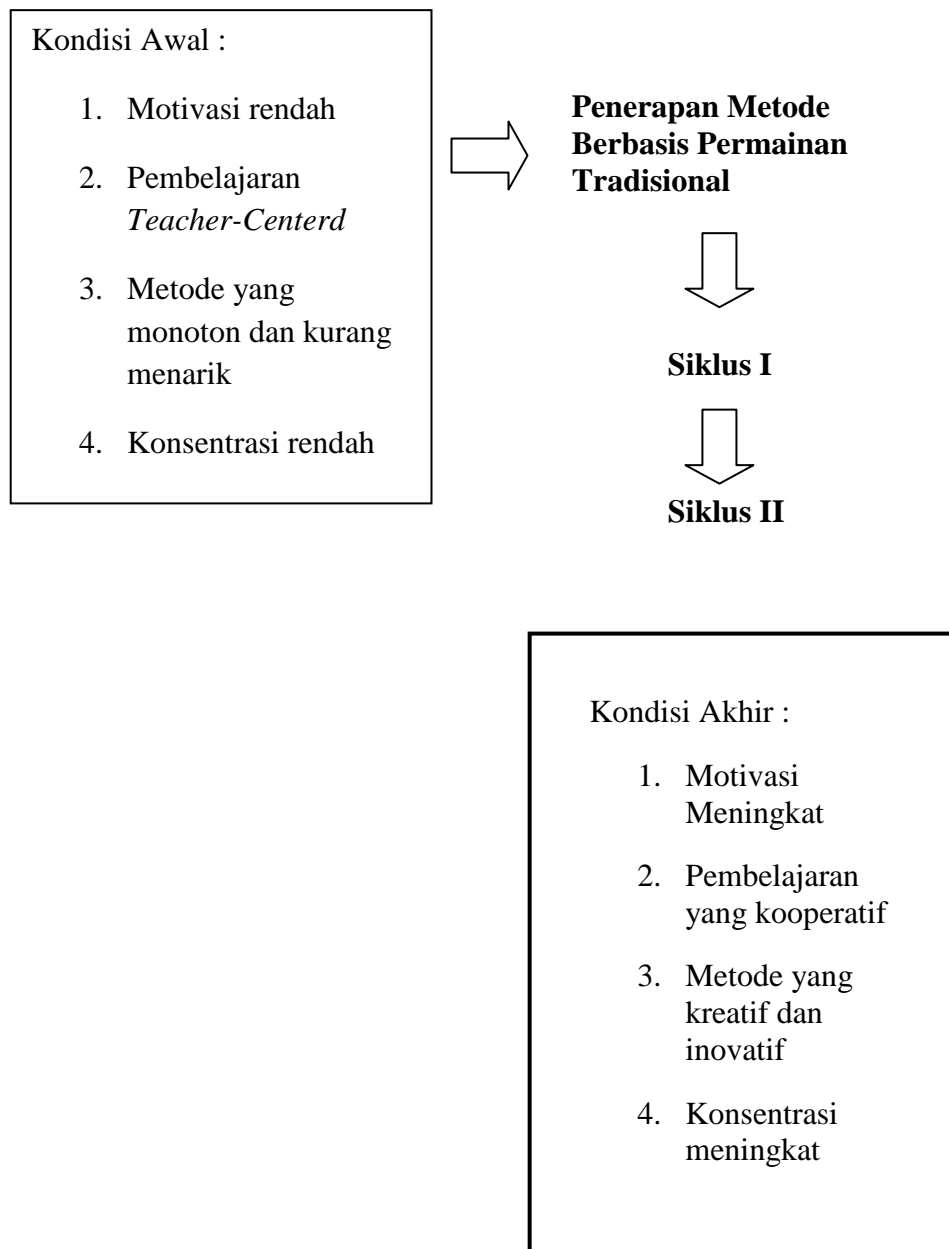 Kondisi Awal :
1. Motivasi rendah
2. Pembelajaran
Teacher-Centerd
3. Metode yang
monoton dan kurang
menarik
4. Konsentrasi rendah
Penerapan Metode
Berbasis Permainan
Tradisional
Siklus I
Siklus II
Kondisi Akhir :
1. Motivasi
Meningkat
2. Pembelajaran
yang kooperatif
3. Metode yang
kreatif dan
inovatif
4. Konsentrasi
meningkat